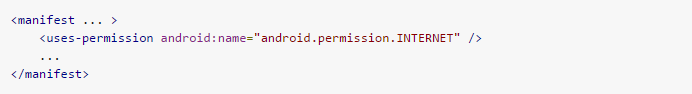 <manifest ... >
    <uses-permission android:name="android.permission.INTERNET" />
    ...
</manifest>